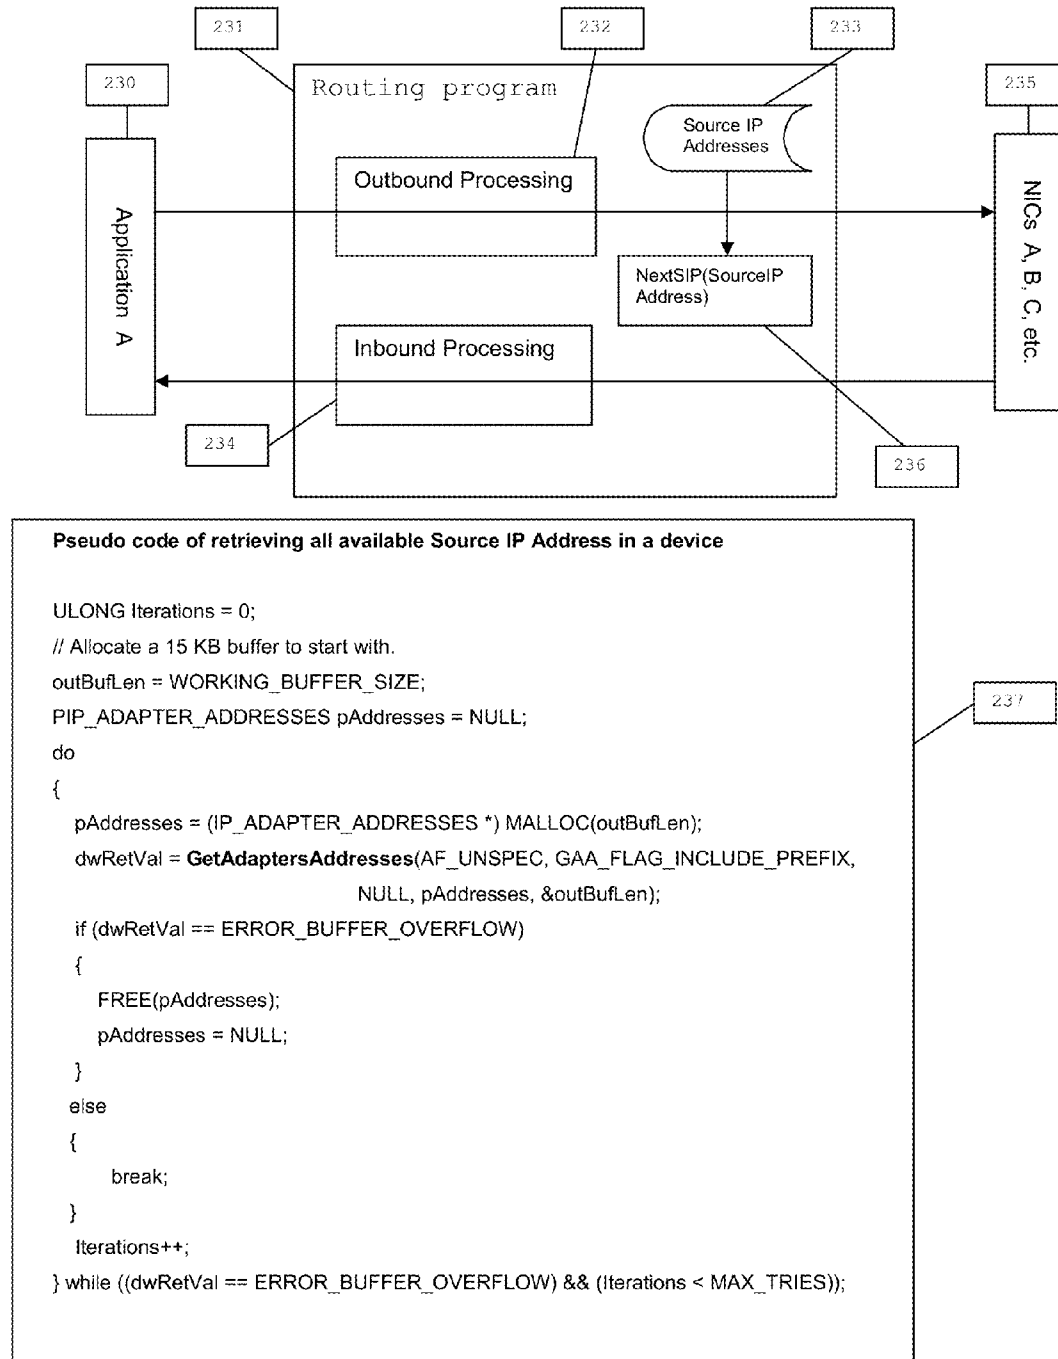 231
232
233
230
235
Routing program
Source IP
Addresses
Outbound Processing
Application A
NICs A, B, C, etc.
NextSIP(SourceIP
Address)
Inbound Processing
234
236
Pseudo code of retrieving all available Source IP Address in a device
ULONG Iterations = 0;
// Allocate a 15 KB buffer to start with.
outBufLen = WORKING_BUFFER_SIZE;
PIP_ADAPTER_ADDRESSES pAddresses = NULL;
237
do
{
pAddresses = (IP_ADAPTER_ADDRESSES *) MALLOC(outBufLen);
dwRetVal = GetAdaptersAddresses(AF_UNSPEC, GAA_FLAG_INCLUDE_PREFIX,
NULL, pAddresses, &outBufLen);
if (dwRetVal == ERROR_BUFFER_OVERFLOW)
{
FREE(pAddresses);
pAddresses = NULL;
}
else
{
break;
}
Iterations++;
} while ((dwRetVal == ERROR_BUFFER_OVERFLOW) && (Iterations < MAX_TRIES));